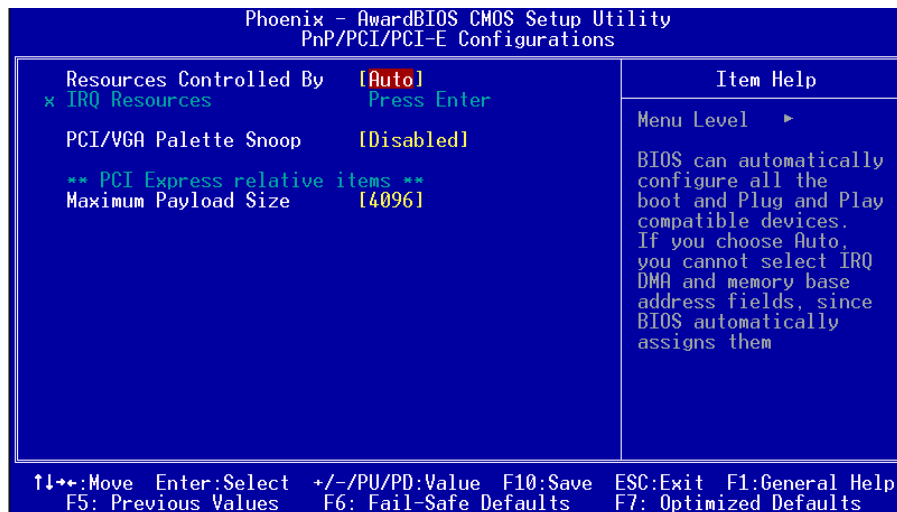 Phoenix - AwardBIOS CMOS Setup Utility
PnP/PCI/PCI-E Configurations
Resources Controlled By [Auto]
x IRQ Resources Press Enter
PCI/VGA Palette Snoop [Disabled]
** PCI Express relative items **
Maximum Payload Size [4096]
Item Help
Menu Level ►
BIOS can automatically
configure all the
boot and Plug and Play
compatible devices.
If you choose Auto,
you cannot select IRQ
DMA and memory base
address fields, since
BIOS automatically
assigns them
↑↓→←:Move Enter:Select +/-/PU/PD:Value F10:Save ESC:Exit F1:General Help
F5: Previous Values F6: Fail-Safe Defaults F7: Optimized Defaults